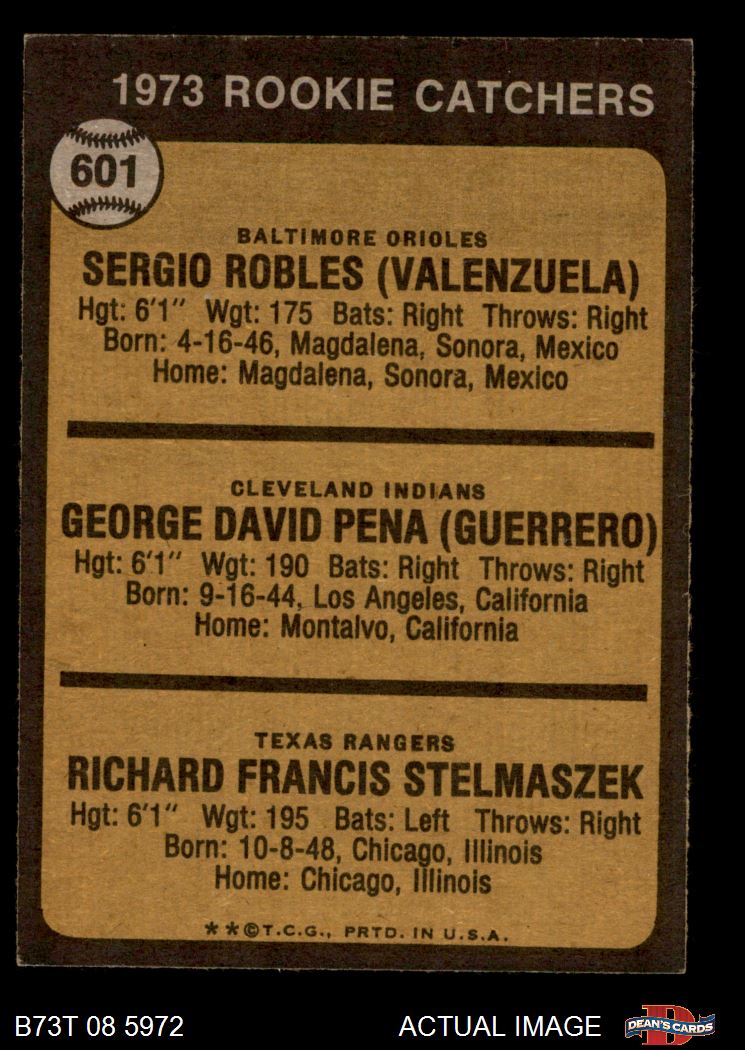 1973 ROOKIE CATCHERS
601
BALTIMORE ORIOLES
SERGIO ROBLES (VALENZUELA)
Hgt: 6'1" Wgt: 175 Bats: Right Throws: Right
Born: 4-16-46, Magdalena, Sonora, Mexico
Home: Magdalena, Sonora, Mexico
CLEVELAND INDIANS
GEORGE DAVID PENA (GUERRERO)
Hgt: 6'1" Wgt: 190 Bats: Right Throws: Right
Born: 9-16-44, Los Angeles, California
Home: Montalvo, California
TEXAS RANGERS
RICHARD FRANCIS STELMASZEK
Hgt: 6'1" Wgt: 195 Bats: Left Throws: Right
Born: 10-8-48, Chicago, Illinois
Home: Chicago, Illinois
**©T.C.G., PRTD. IN U.S.A.
B73T 08 5972 ACTUAL IMAGE
D
DEAN'S CARDS